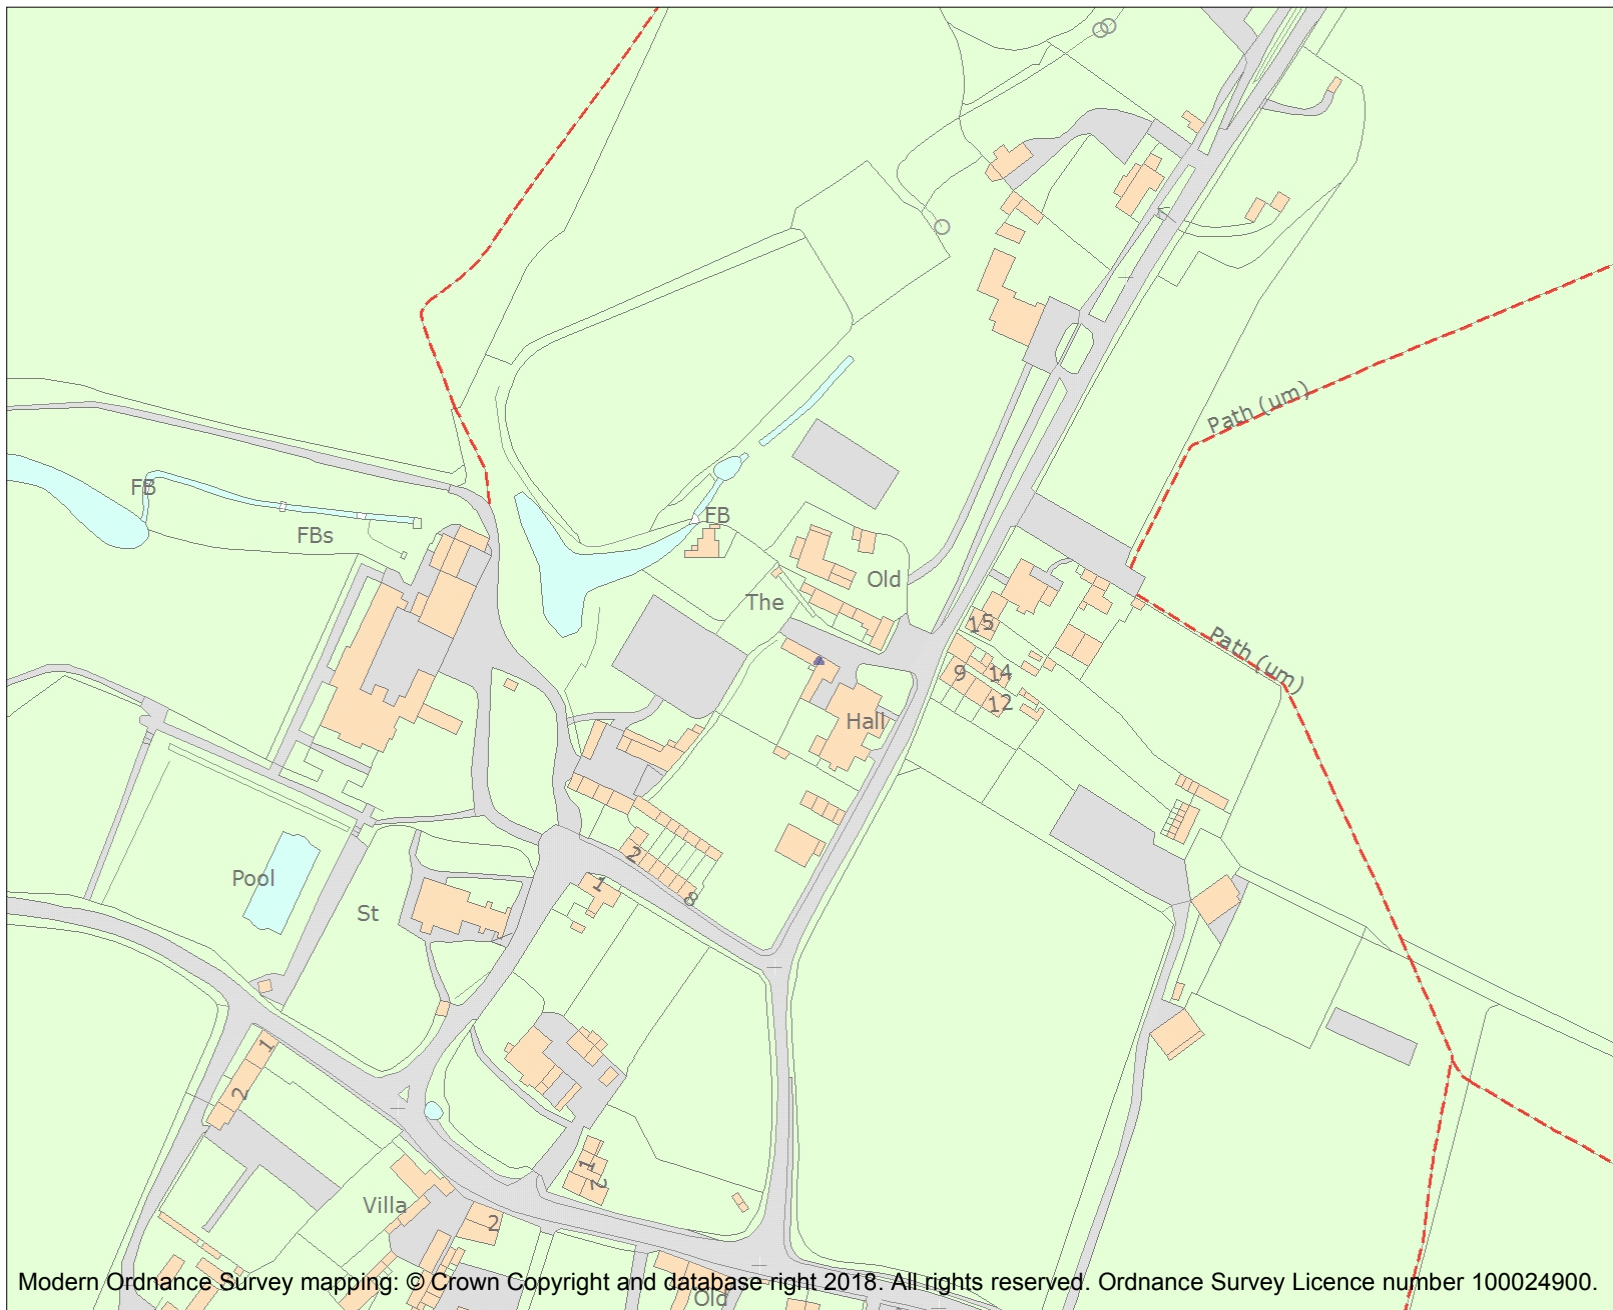 Path (um)
FB
FB
FBs
Old
The
15
Path (um)
9
14
12
Hall
2
Pool
1
8
St
1
2
1
2
Villa
2
Modern Ordnance Survey mapping: © Crown Copyright and database right 2018. All rights reserved. Ordnance Survey Licence number 100024900.
Old